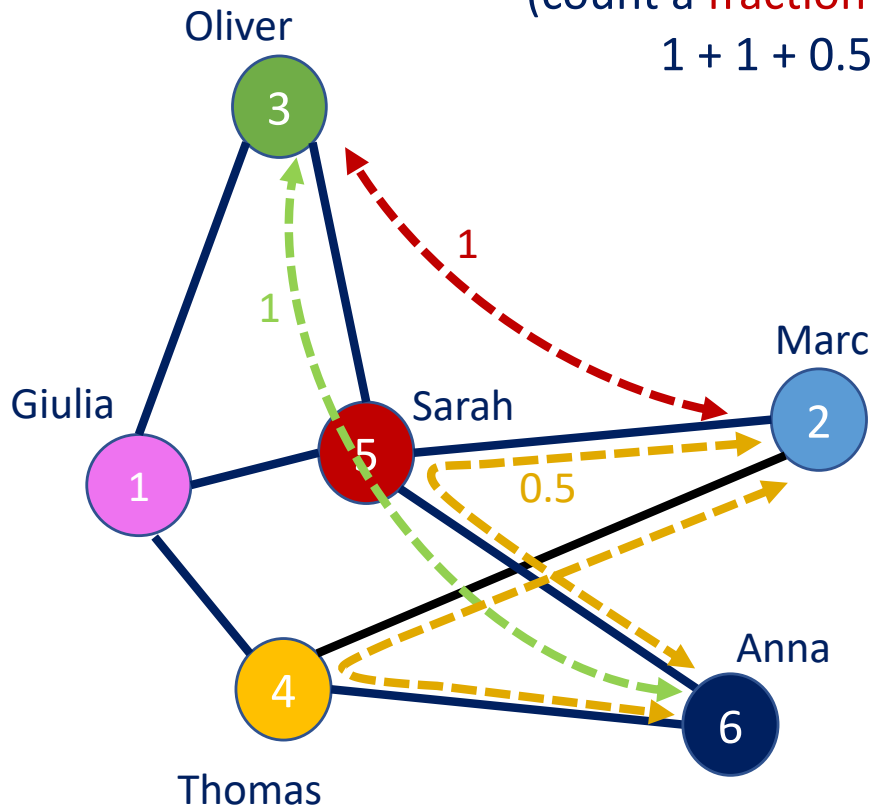 (count a fraction
1 + 1 + 0.5
Oliver
3
1
1
Marc
2
Giulia
1
Sarah
5
0.5
Anna
6
4
Thomas